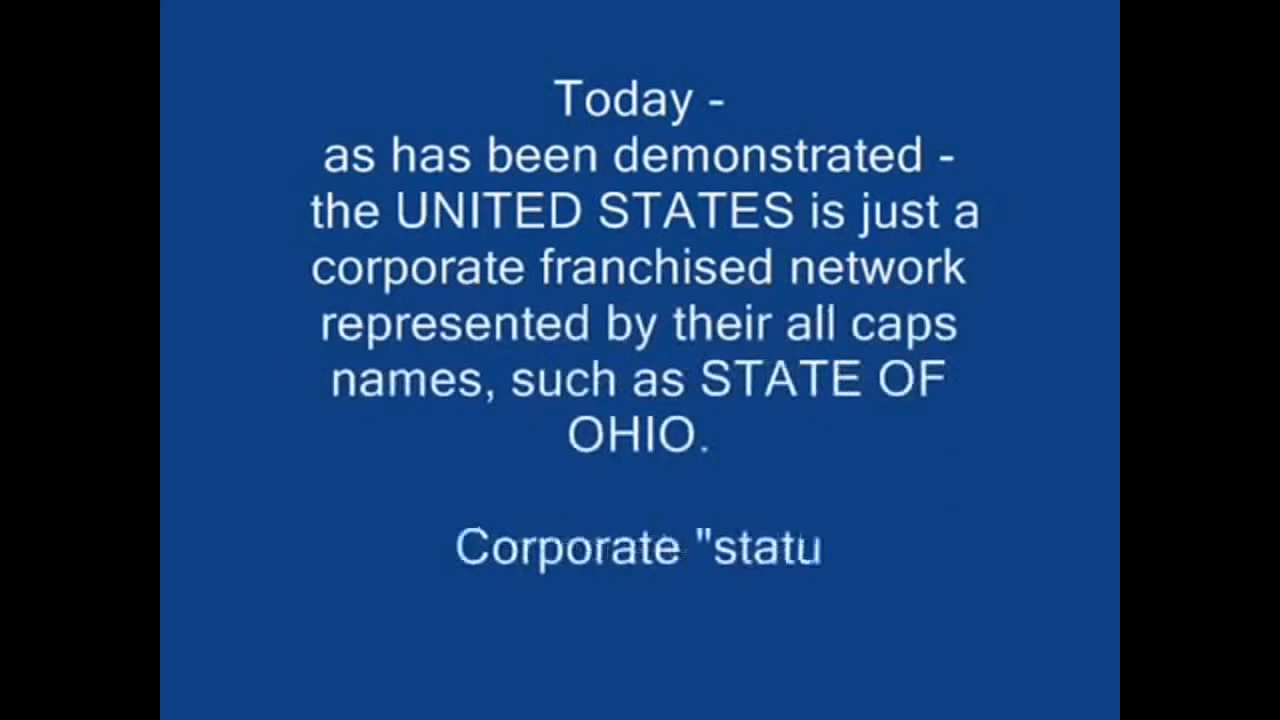 Today -
as has been demonstrated -
the UNITED STATES is just a
corporate franchised network
represented by their all caps
names, such as STATE OF
OHIO.
Corporate "statu